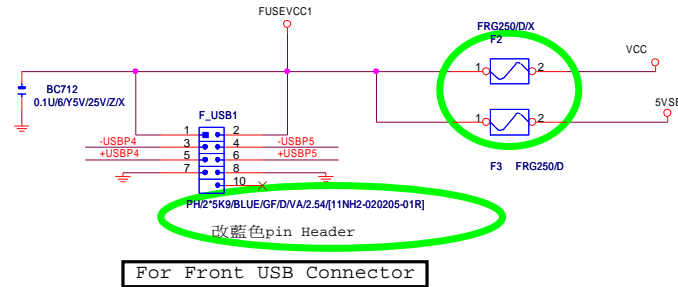 FUSEVCC1
FRG250/D/X
F2
VCC
1
2
5VSB
1
2
F3 FRG250/D
BC712
0.1U/6/Y5V/25V/Z/X
F_USB1
1 2
-USBP4 3 4 -USBP5
+USBP4 5 6 +USBP5
7 8
10
PH/2*5K9/BLUE/GF/D/VA/2.54/[11NH2-020205-01R]
改藍色pin Header
For Front USB Connector